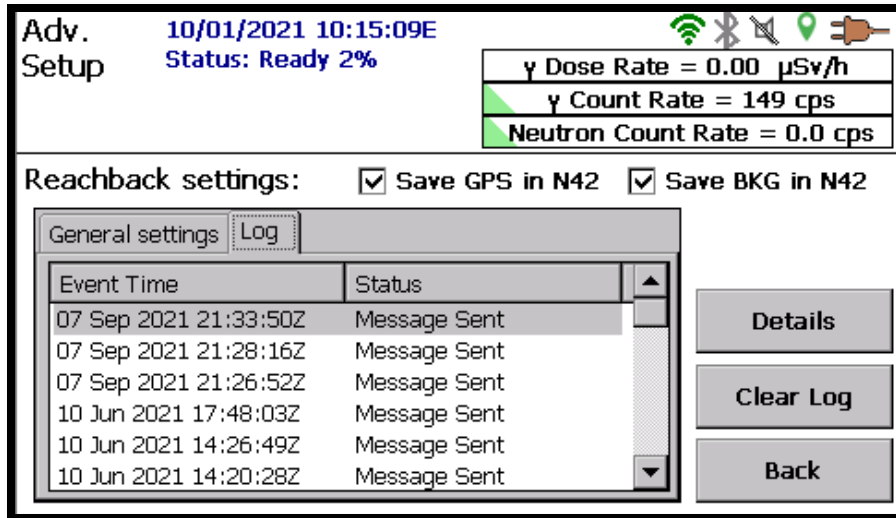 Adv. Setup
10/01/2021 10:15:09E
Status: Ready 2%
γ Dose Rate = 0.00 µSv/h
γ Count Rate = 149 cps
Neutron Count Rate = 0.0 cps
Reachback settings: Save GPS in N42 Save BKG in N42
General settings Log
Event Time Status
07 Sep 2021 21:33:50Z Message Sent
07 Sep 2021 21:28:16Z Message Sent
07 Sep 2021 21:26:52Z Message Sent
10 Jun 2021 17:48:03Z Message Sent
10 Jun 2021 14:26:49Z Message Sent
10 Jun 2021 14:20:28Z Message Sent
Details
Clear Log
Back